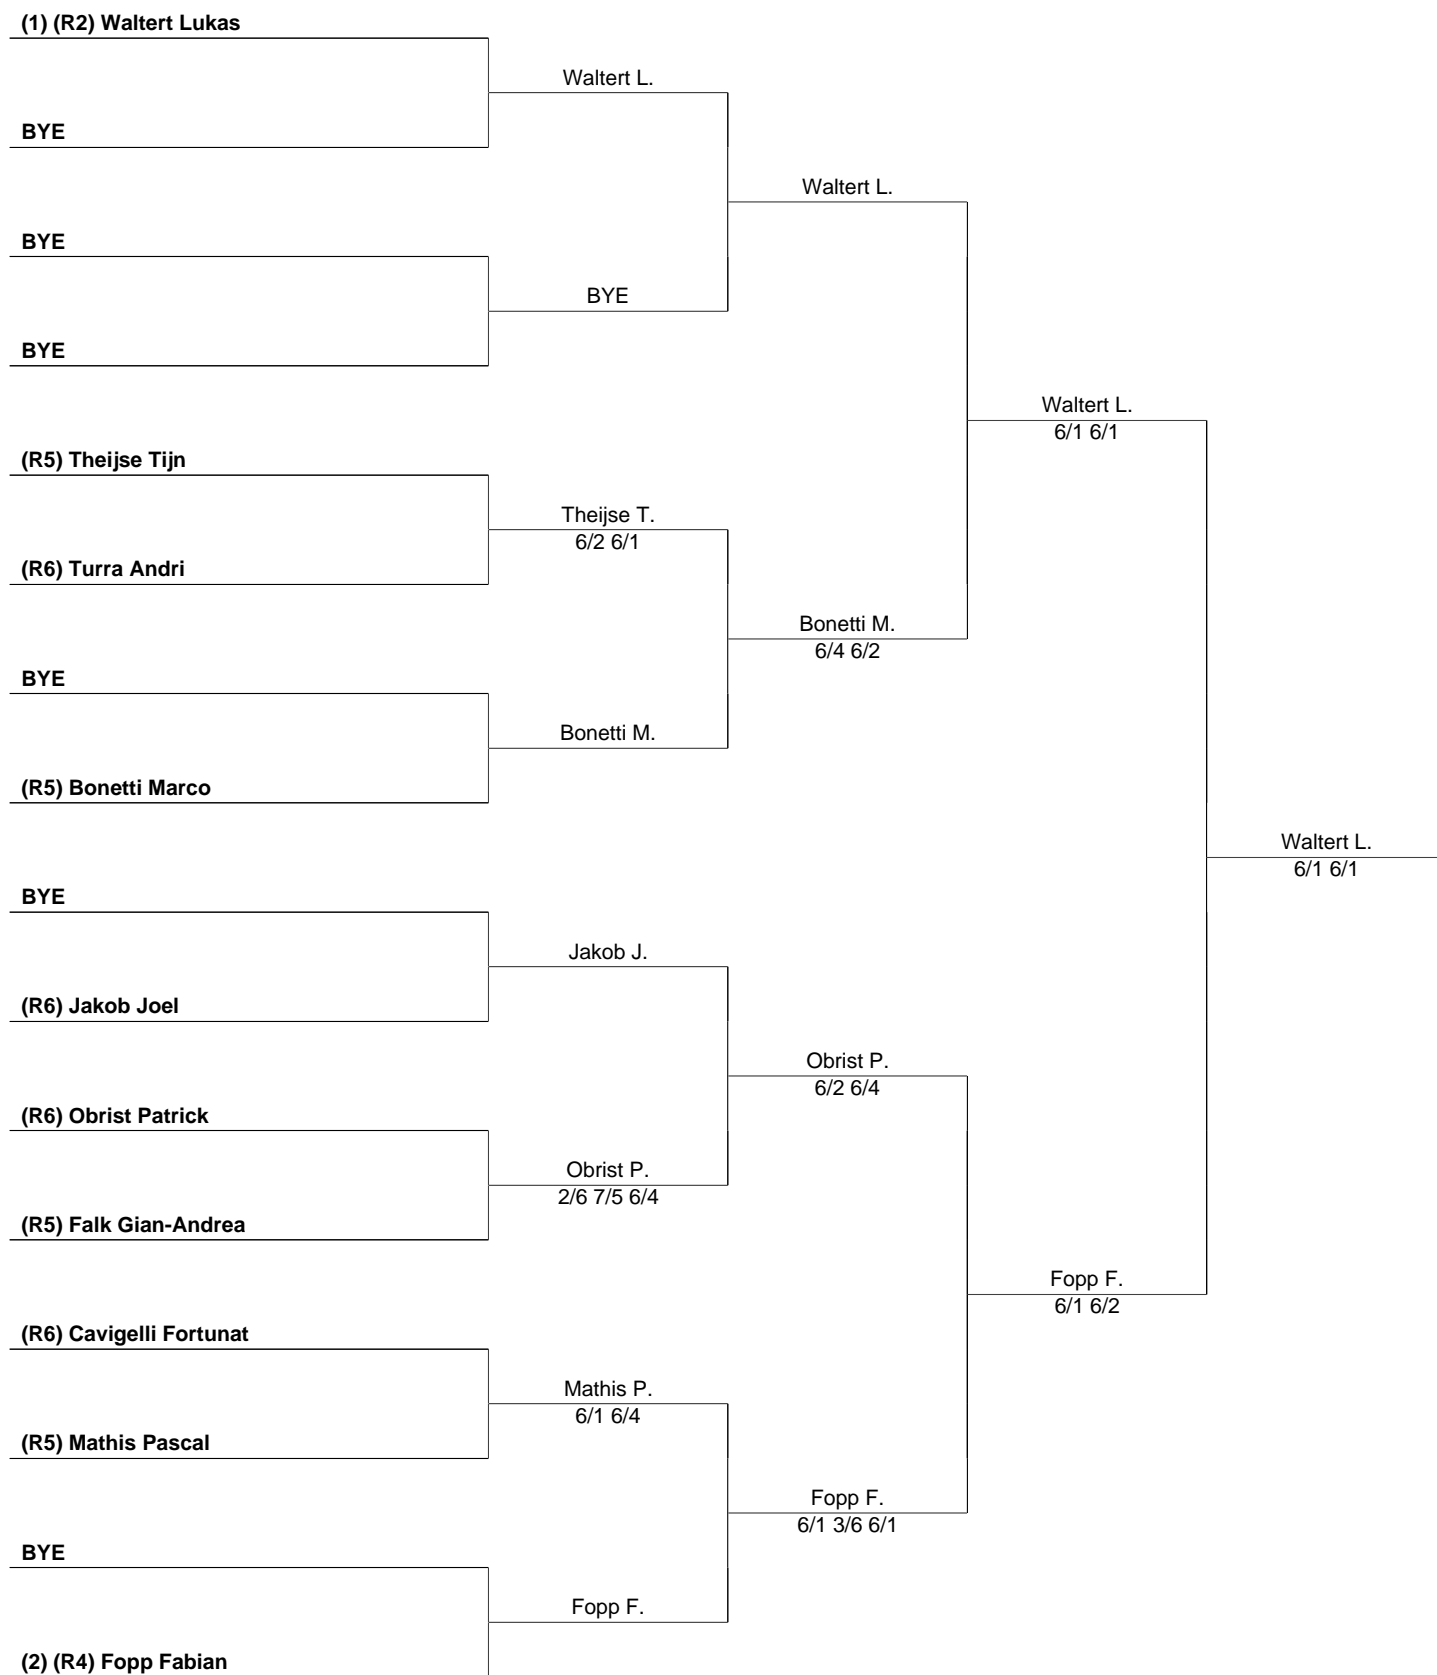 (1) (R2) Waltert Lukas
Waltert L.
BYE
Waltert L.
BYE
BYE
BYE
Waltert L.
6/1 6/1
(R5) Theijse Tijn
Theijse T.
6/2 6/1
(R6) Turra Andri
Bonetti M.
6/4 6/2
BYE
Bonetti M.
(R5) Bonetti Marco
Waltert L.
6/1 6/1
BYE
Jakob J.
(R6) Jakob Joel
Obrist P.
6/2 6/4
(R6) Obrist Patrick
Obrist P.
2/6 7/5 6/4
(R5) Falk Gian-Andrea
Fopp F.
6/1 6/2
(R6) Cavigelli Fortunat
Mathis P.
6/1 6/4
(R5) Mathis Pascal
Fopp F.
6/1 3/6 6/1
BYE
Fopp F.
(2) (R4) Fopp Fabian